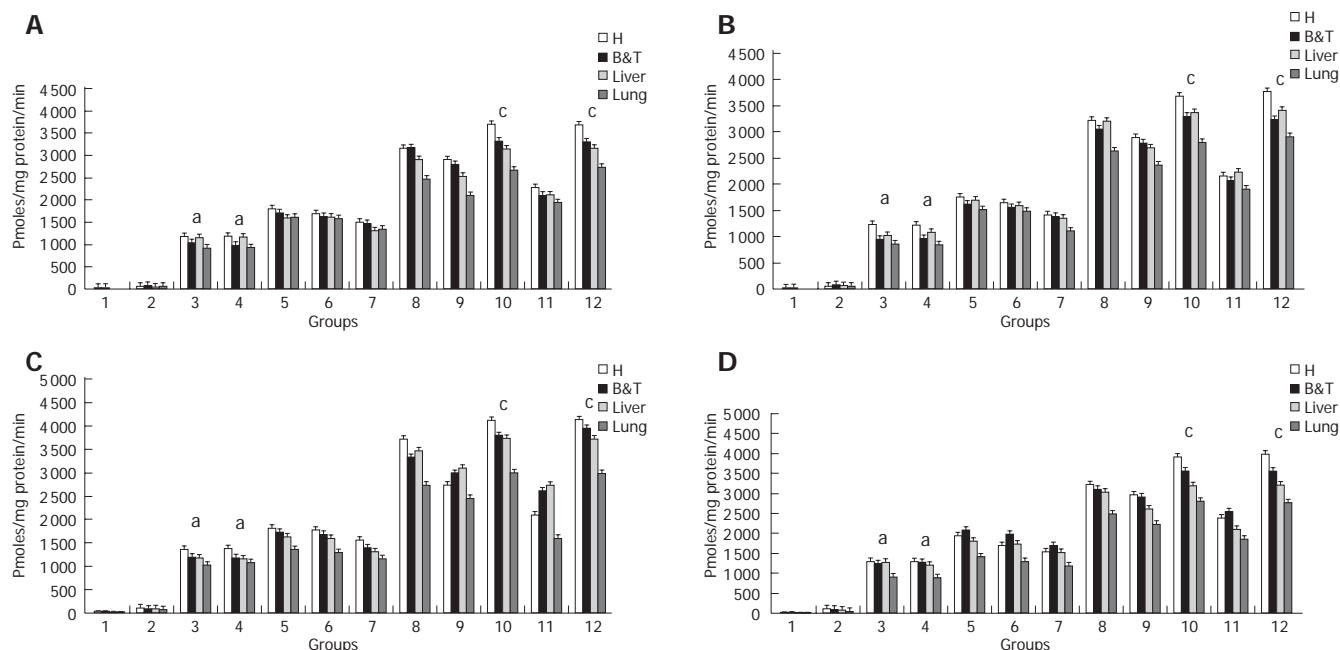 A
H
B&T
Liver
Lung
Pmoles/mg protein/min
4 500
4 000
3 500
3 000
2 500
2 000
1 500
1 000
500
0
a a c c
1 2 3 4 5 6 7 8 9 10 11 12
Groups
B
H
B&T
Liver
Lung
Pmoles/mg protein/min
4 500
4 000
3 500
3 000
2 500
2 000
1 500
1 000
500
0
a a c c
1 2 3 4 5 6 7 8 9 10 11 12
Groups
C
H
B&T
Liver
Lung
Pmoles/mg protein/min
5 000
4 500
4 000
3 500
3 000
2 500
2 000
1 500
1 000
500
0
a a c c
1 2 3 4 5 6 7 8 9 10 11 12
Groups
D
H
B&T
Liver
Lung
Pmoles/mg protein/min
5 000
4 500
4 000
3 500
3 000
2 500
2 000
1 500
1 000
500
0
a a c c
1 2 3 4 5 6 7 8 9 10 11 12
Groups